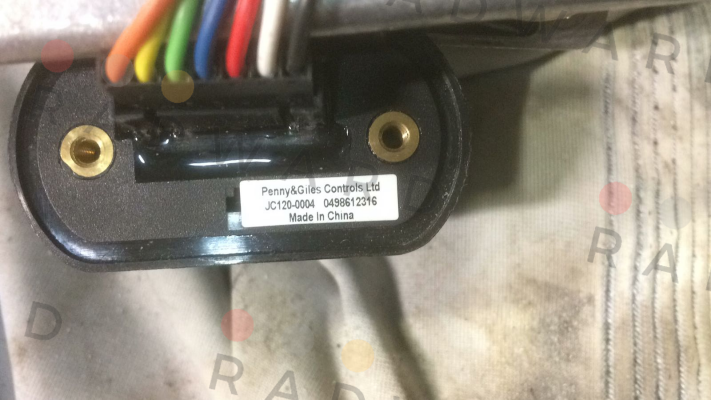 Penny&Giles Controls Ltd
JC120-0004 0498612316
Made In China